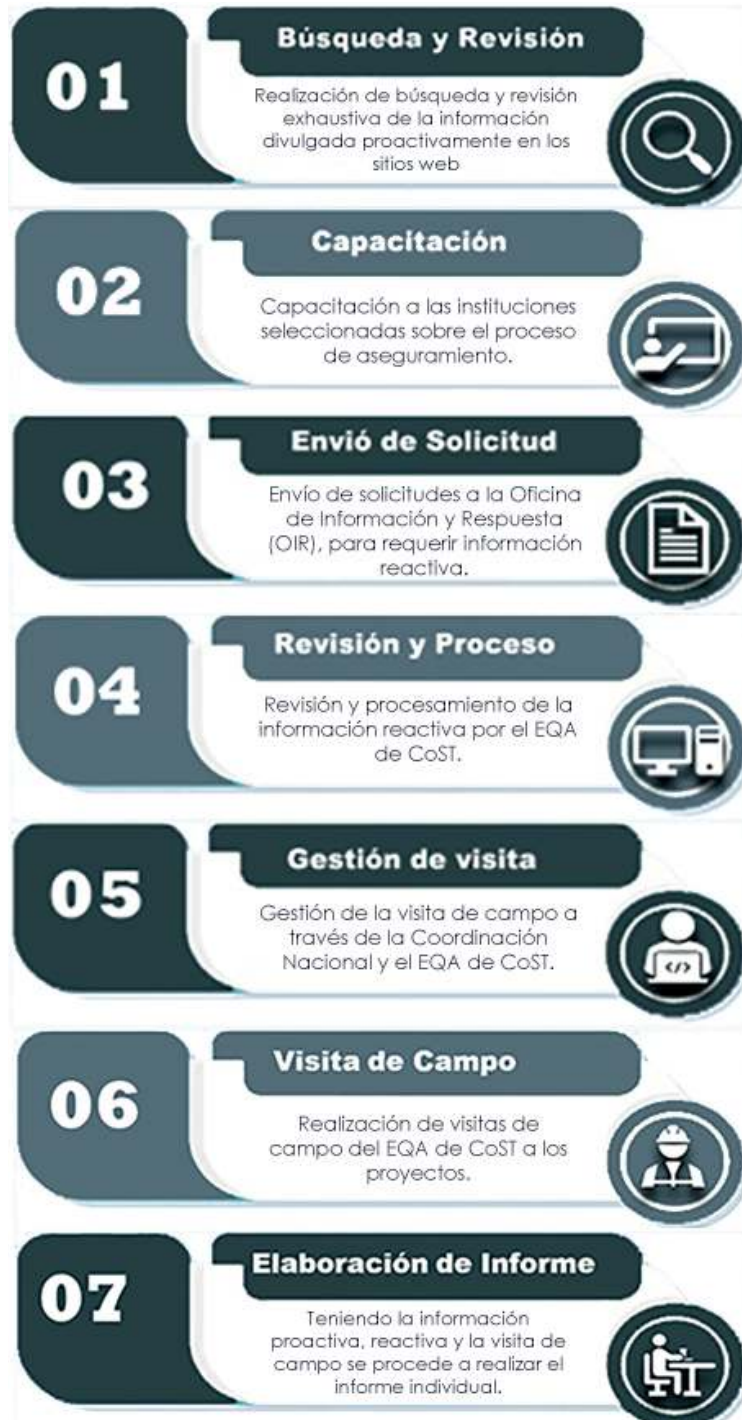 01
Búsqueda y Revisión
Realización de búsqueda y revisión
exhaustiva de la información
divulgada proactivamente en los
sitios web
02
Capacitación
Capacitación a las instituciones
seleccionadas sobre el proceso
de aseguramiento.
03
Envió de Solicitud
Envío de solicitudes a la Oficina
de Información y Respuesta
(OIR), para requerir información
reactiva.
04
Revisión y Proceso
Revisión y procesamiento de la
información reactiva por el EQA
de CoST.
05
Gestión de visita
Gestión de la visita de campo a
través de la Coordinación
Nacional y el EQA de CoST.
06
Visita de Campo
Realización de visitas de
campo del EQA de CoST a los
proyectos.
07
Elaboración de Informe
Teniendo la información
proactiva, reactiva y la visita de
campo se procede a realizar el
informe individual.